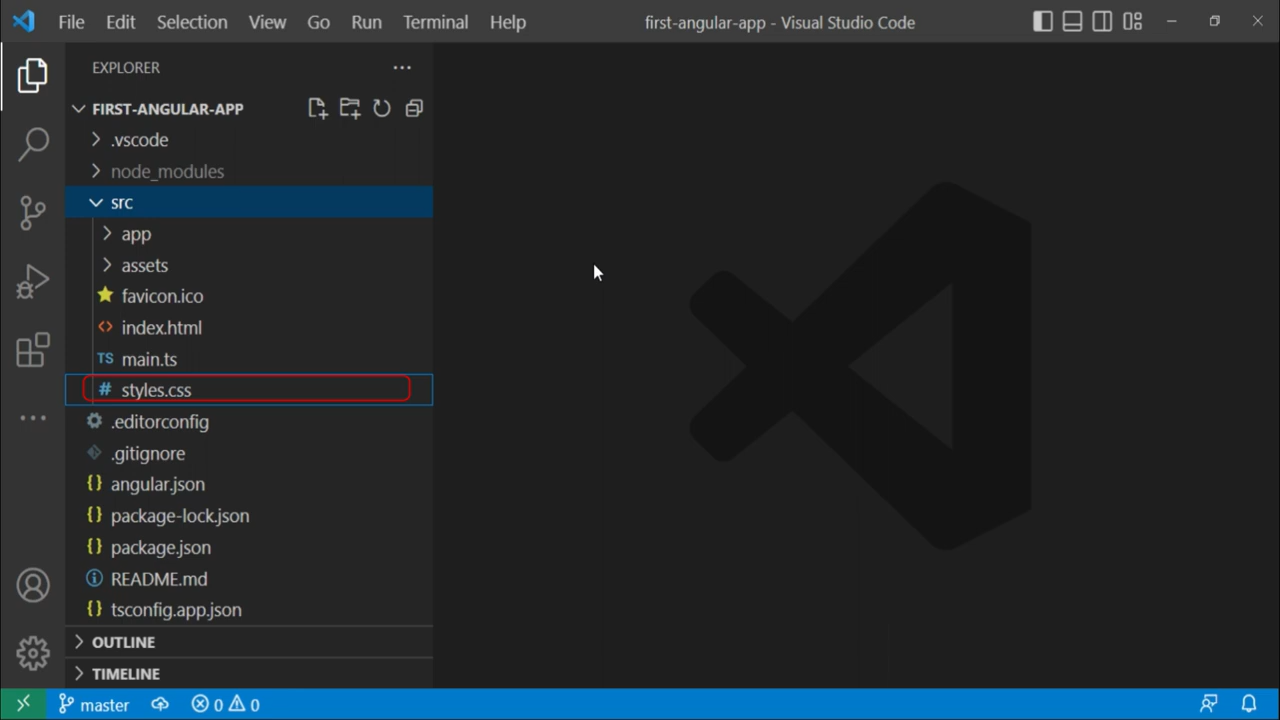 File Edit Selection View Go Run Terminal Help first-angular-app - Visual Studio Code
EXPLORER
FIRST-ANGULAR-APP
.vscode
node_modules
src
app
assets
favicon.ico
index.html
TS main.ts
# styles.css
.editorconfig
.gitignore
{} angular.json
{} package-lock.json
{} package.json
README.md
{} tsconfig.app.json
OUTLINE
TIMELINE
master 0 0